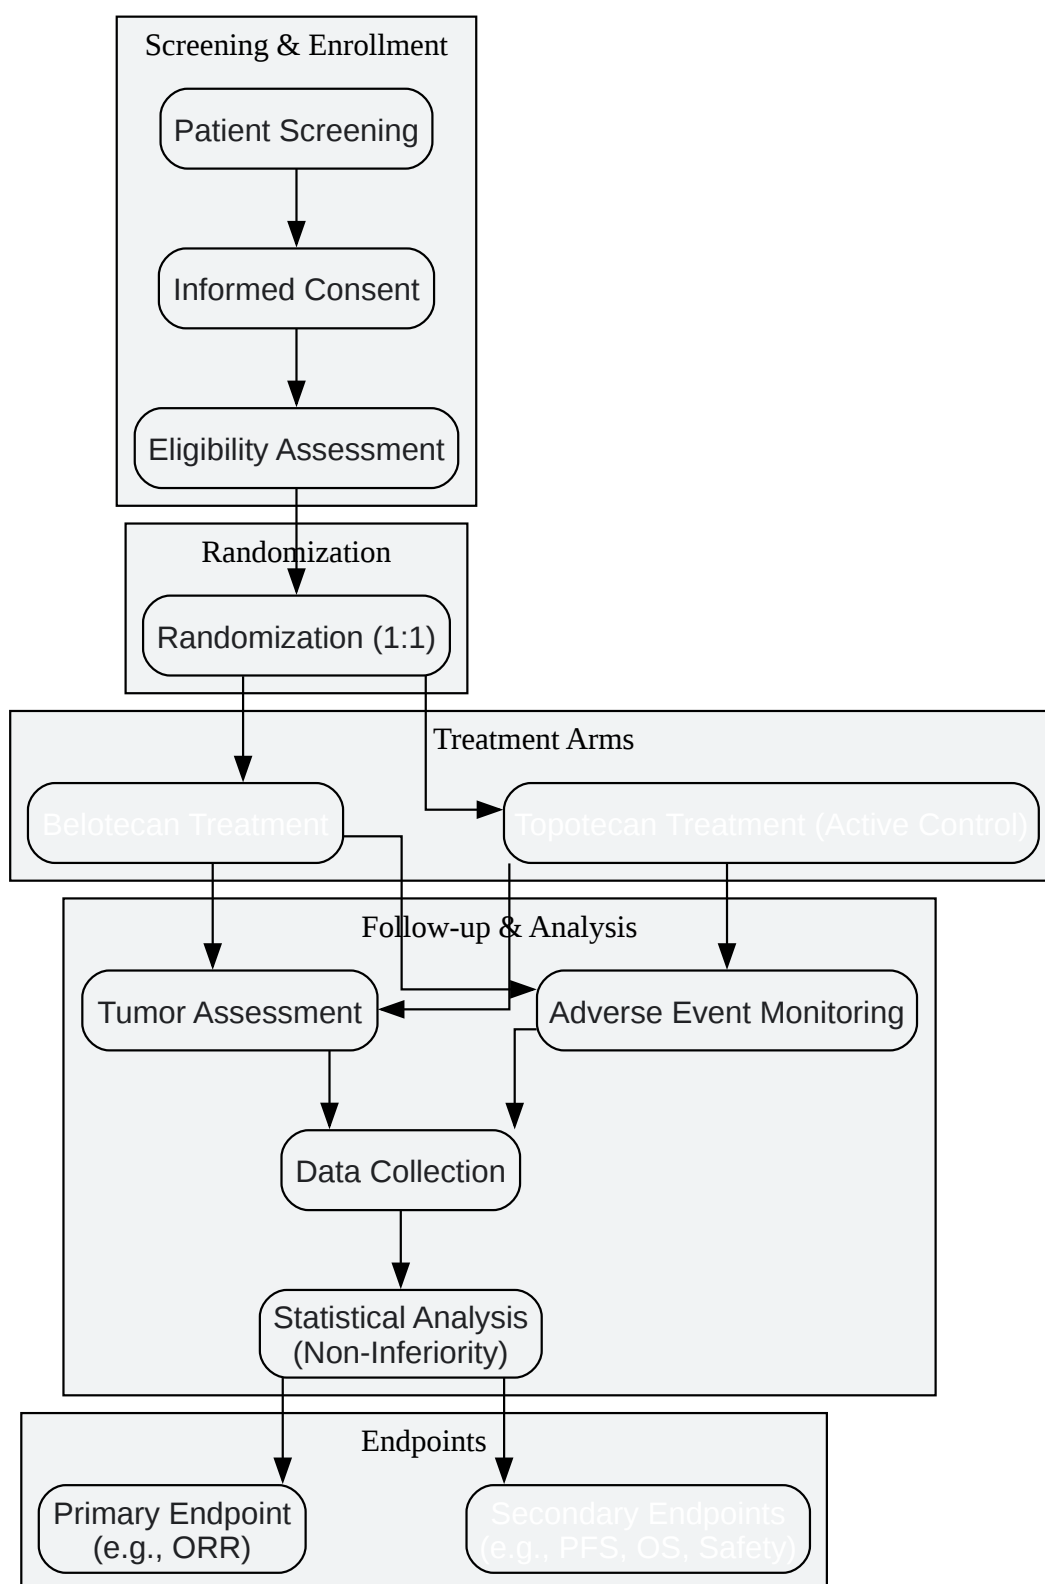 Screening & Enrollment
Patient Screening
Informed Consent
Eligibility Assessment
Randomization
Randomization (1:1)
Treatment Arms
Belotecan Treatment
Topotecan Treatment (Active Control)
Follow-up & Analysis
Tumor Assessment
Adverse Event Monitoring
Data Collection
Statistical Analysis
(Non-Inferiority)
Endpoints
Primary Endpoint
(e.g., ORR)
Secondary Endpoints
(e.g., PFS, OS, Safety)